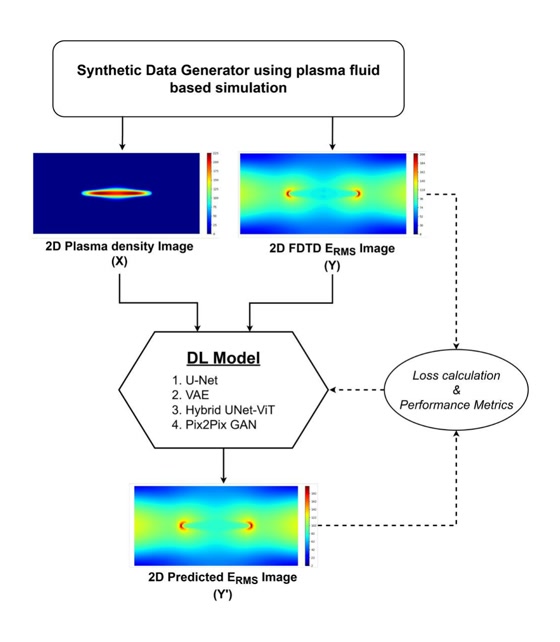 Synthetic Data Generator using plasma fluid
based simulation
2D Plasma density Image
(X)
2D FDTD ERMS Image
(Y)
DL Model
1. U-Net
2. VAE
3. Hybrid UNet-ViT
4. Pix2Pix GAN
Loss calculation
&
Performance Metrics
2D Predicted ERMS Image
(Y')